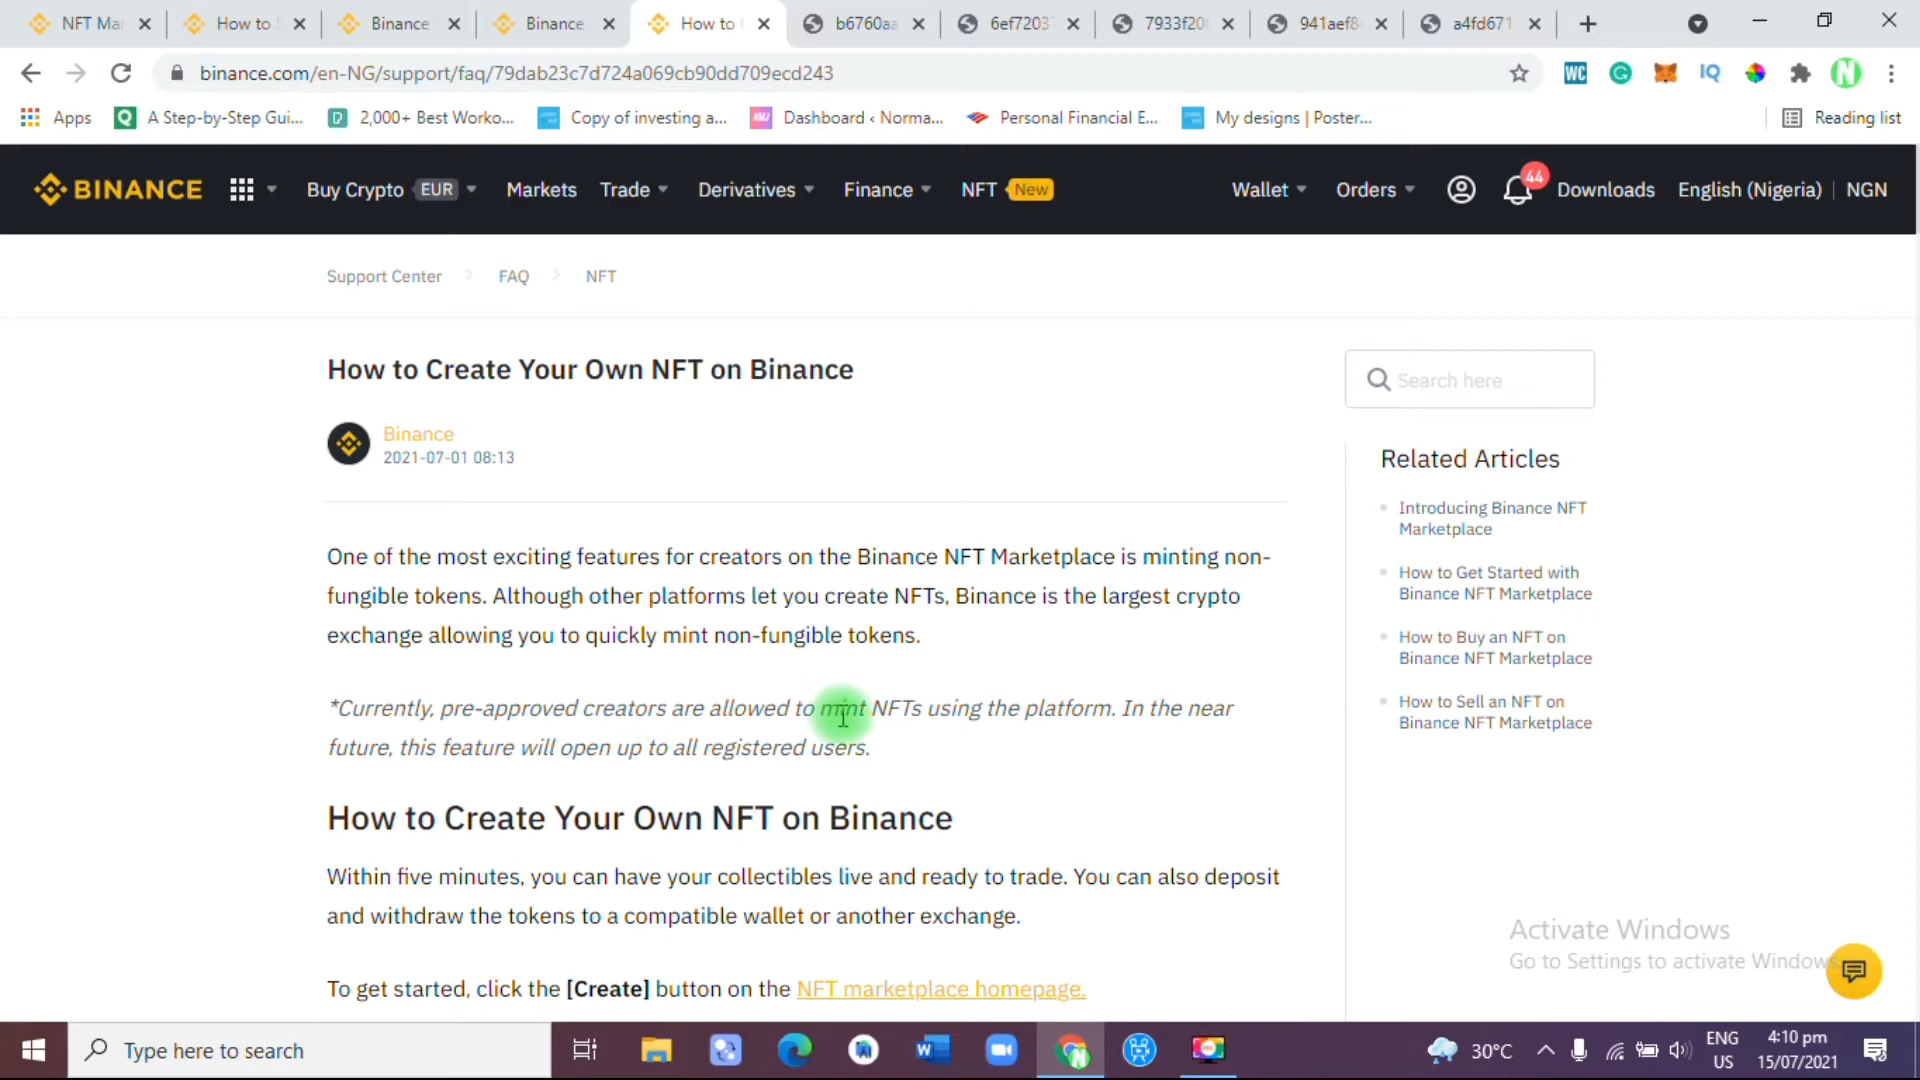 NFT Mar
How to S
Binance
Binance
How to C
b6760aa
6ef7203
7933f20
941aef8
a4fd671
binance.com/en-NG/support/faq/79dab23c7d724a069cb90dd709ecd243
WC
G
IQ
N
Apps
A Step-by-Step Gui...
2,000+ Best Worko...
Copy of investing a...
Dashboard ‹ Norma...
Personal Financial E...
My designs | Poster...
Reading list
BINANCE
Buy Crypto EUR
Markets
Trade
Derivatives
Finance
NFT New
Wallet
Orders
44
Downloads
English (Nigeria)
NGN
Support Center
FAQ
NFT
How to Create Your Own NFT on Binance
Binance
2021-07-01 08:13
One of the most exciting features for creators on the Binance NFT Marketplace is minting non-
fungible tokens. Although other platforms let you create NFTs, Binance is the largest crypto
exchange allowing you to quickly mint non-fungible tokens.
*Currently, pre-approved creators are allowed to mint NFTs using the platform. In the near
future, this feature will open up to all registered users.
How to Create Your Own NFT on Binance
Within five minutes, you can have your collectibles live and ready to trade. You can also deposit
and withdraw the tokens to a compatible wallet or another exchange.
To get started, click the [Create] button on the NFT marketplace homepage.
Search here ...
Related Articles
Introducing Binance NFT
Marketplace
How to Get Started with
Binance NFT Marketplace
How to Buy an NFT on
Binance NFT Marketplace
How to Sell an NFT on
Binance NFT Marketplace
Activate Windows
Go to Settings to activate Windows.
Type here to search
30°C
ENG
US
4:10 pm
15/07/2021